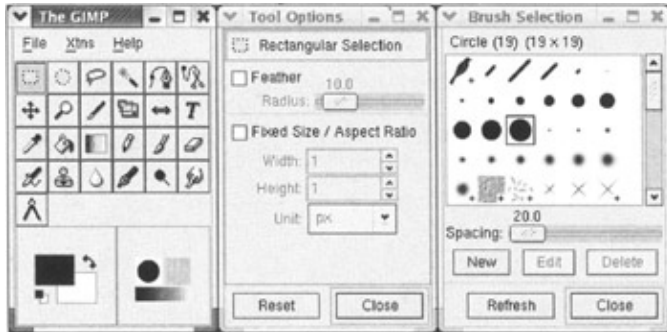 The GIMP
File Xtns Help
T
Tool Options
Rectangular Selection
Feather
10.0
Radius:
Fixed Size / Aspect Ratio
Width: 1
Height: 1
Unit: px
Reset Close
Brush Selection
Circle (19) (19 × 19)
20.0
Spacing:
New Edit Delete
Refresh Close